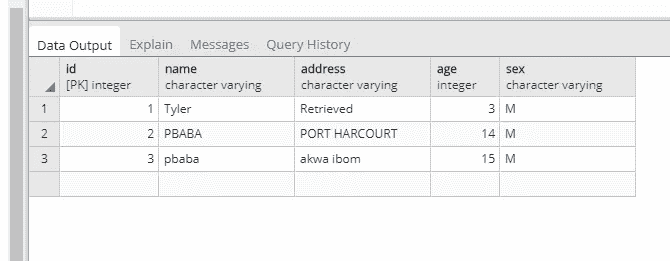 Data Output Explain Messages Query History
id name address age sex
[PK] integer character varying character varying integer character varying
1 1 Tyler Retrieved 3 M
2 2 PBABA PORT HARCOURT 14 M
3 3 pbaba akwa ibom 15 M